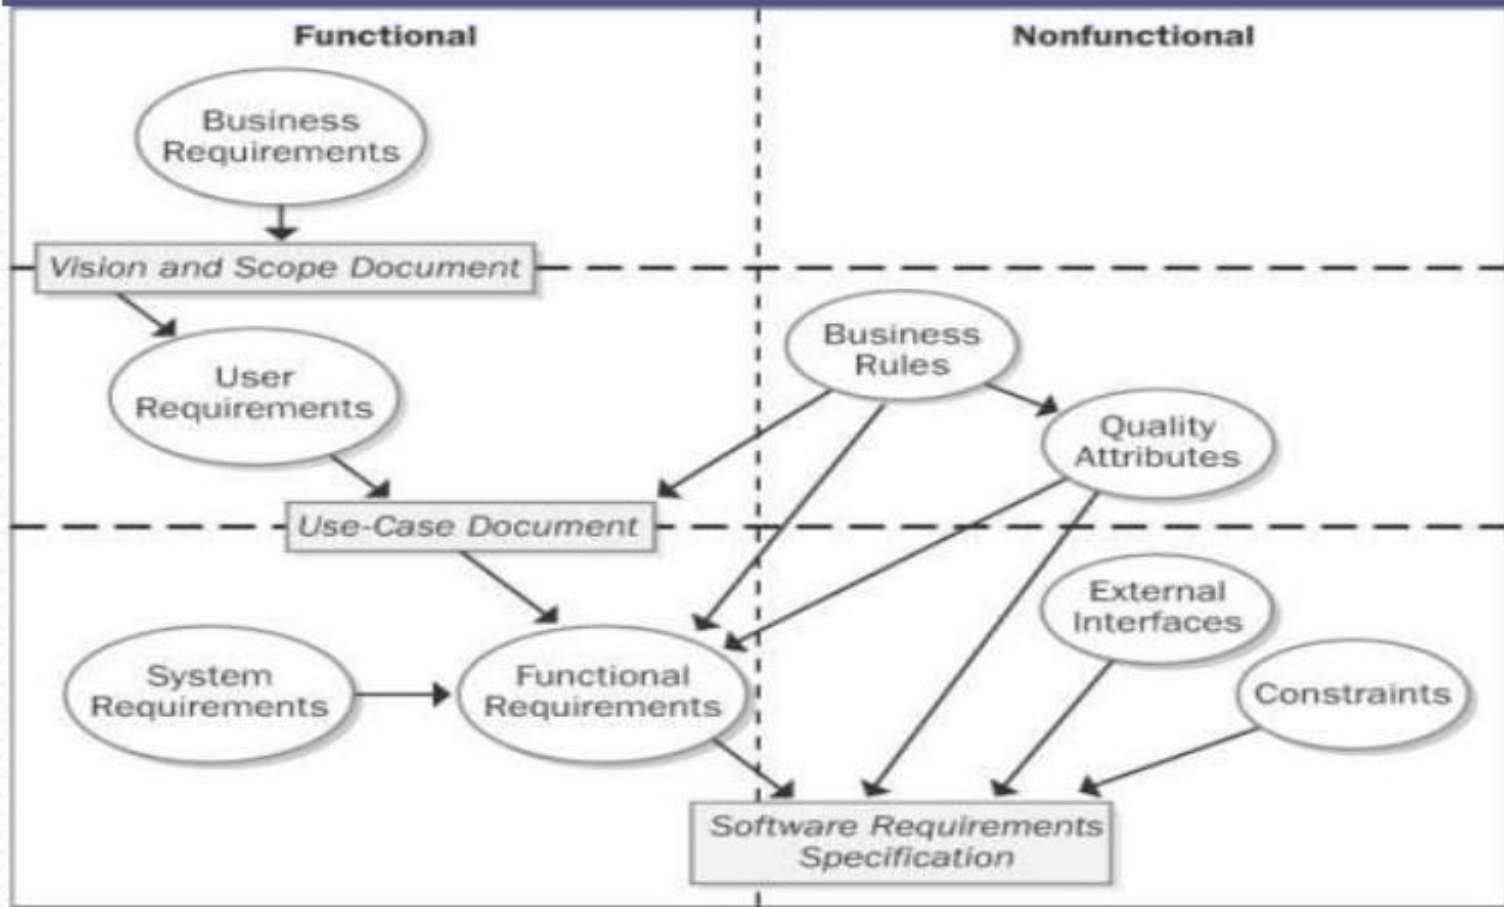 Functional
Nonfunctional
Business
Requirements
Vision and Scope Document
Business
Rules
User
Requirements
Quality
Attributes
Use-Case Document
External
Interfaces
System
Requirements
Functional
Requirements
Constraints
Software Requirements
Specification